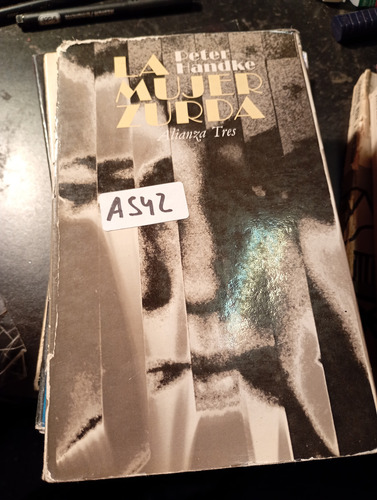 Peter
Handke
LA
MUJER
ZURDA
Alianza Tres
A542